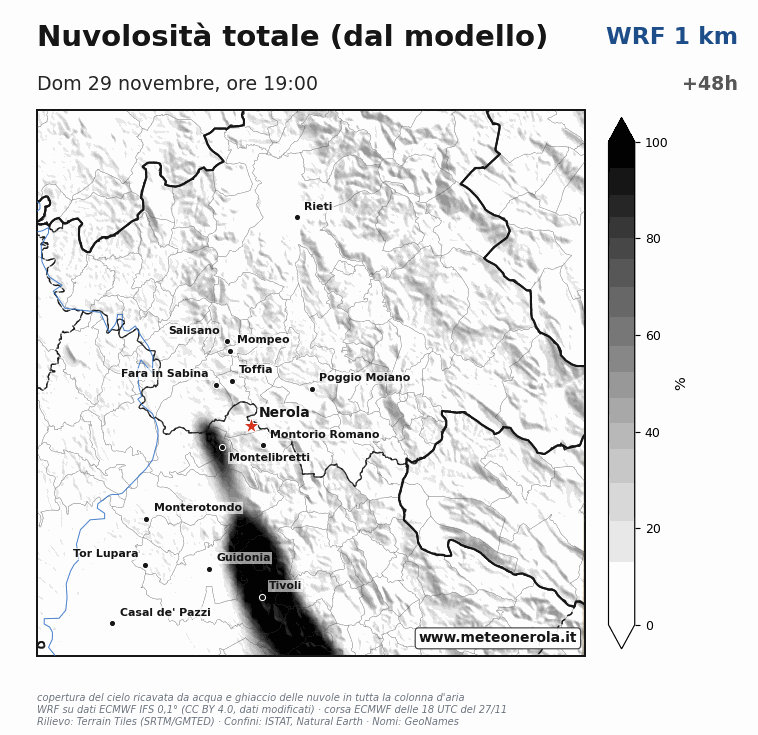 Nuvolosità totale (dal modello)
WRF 1 km
Dom 29 novembre, ore 19:00
+48h
Rieti
Salisano
Mompeo
Fara in Sabina
Toffia
Poggio Moiano
Nerola
Montorio Romano
Montelibretti
Monterotondo
Tor Lupara
Guidonia
Tivoli
Casal de' Pazzi
www.meteonerola.it
100
80
60
40
20
0
%
copertura del cielo ricavata da acqua e ghiaccio delle nuvole in tutta la colonna d'aria
WRF su dati ECMWF IFS 0,1° (CC BY 4.0, dati modificati) · corsa ECMWF delle 18 UTC del 27/11
Rilievo: Terrain Tiles (SRTM/GMTED) · Confini: ISTAT, Natural Earth · Nomi: GeoNames